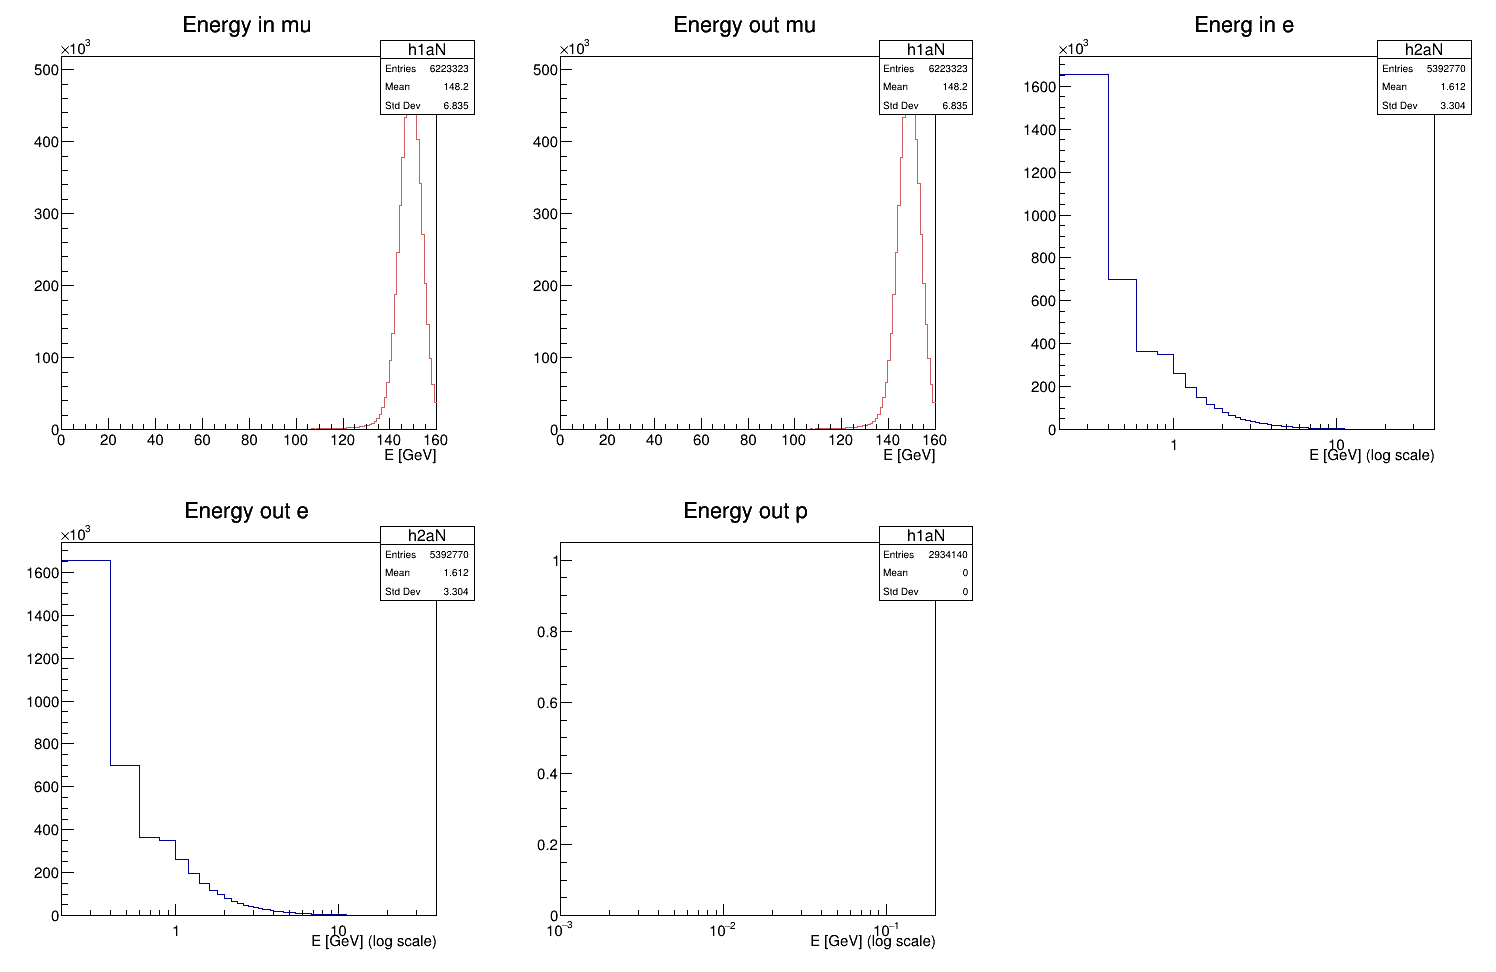 Energy in mu
×10³
h1aN
Entries 6223323
Mean 148.2
Std Dev 6.835
500
400
300
200
100
0
0 20 40 60 80 100 120 140 160
E [GeV]
Energy out mu
×10³
h1aN
Entries 6223323
Mean 148.2
Std Dev 6.835
500
400
300
200
100
0
0 20 40 60 80 100 120 140 160
E [GeV]
Energ in e
×10³
h2aN
Entries 5392770
Mean 1.612
Std Dev 3.304
1600
1400
1200
1000
800
600
400
200
0
1 10
E [GeV] (log scale)
Energy out e
×10³
h2aN
Entries 5392770
Mean 1.612
Std Dev 3.304
1600
1400
1200
1000
800
600
400
200
0
1 10
E [GeV] (log scale)
Energy out p
h1aN
Entries 2934140
Mean 0
Std Dev 0
1
0.8
0.6
0.4
0.2
0
10⁻³ 10⁻² 10⁻¹
E [GeV] (log scale)